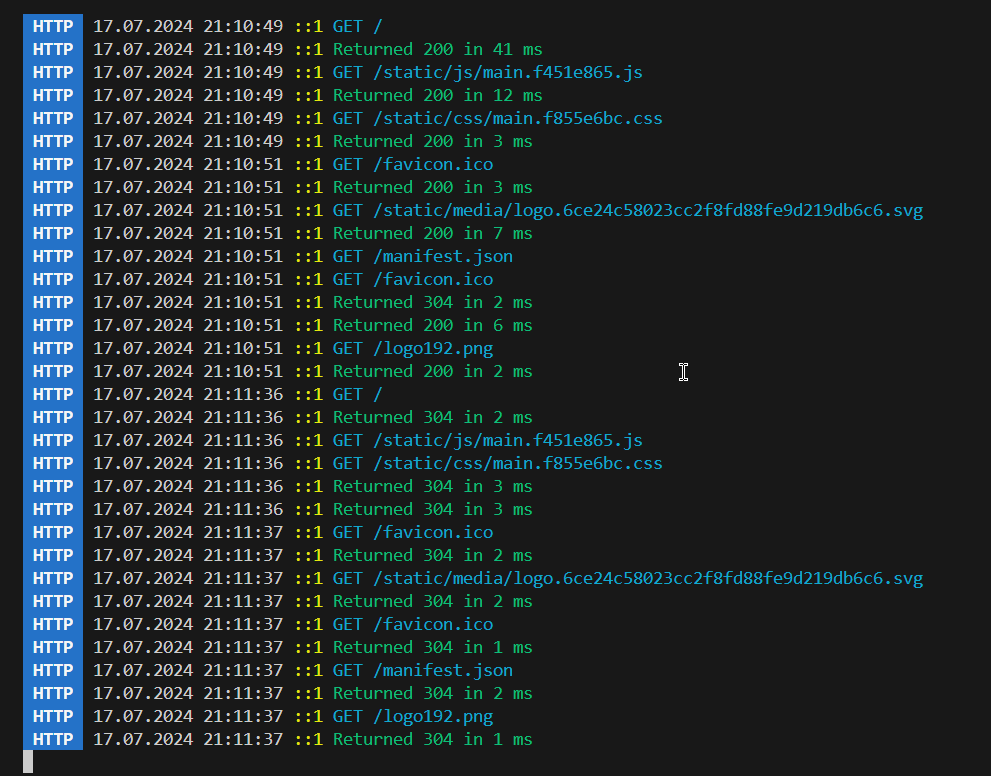 HTTP 17.07.2024 21:10:49 ::1 GET /
HTTP 17.07.2024 21:10:49 ::1 Returned 200 in 41 ms
HTTP 17.07.2024 21:10:49 ::1 GET /static/js/main.f451e865.js
HTTP 17.07.2024 21:10:49 ::1 Returned 200 in 12 ms
HTTP 17.07.2024 21:10:49 ::1 GET /static/css/main.f855e6bc.css
HTTP 17.07.2024 21:10:49 ::1 Returned 200 in 3 ms
HTTP 17.07.2024 21:10:51 ::1 GET /favicon.ico
HTTP 17.07.2024 21:10:51 ::1 Returned 200 in 3 ms
HTTP 17.07.2024 21:10:51 ::1 GET /static/media/logo.6ce24c58023cc2f8fd88fe9d219db6c6.svg
HTTP 17.07.2024 21:10:51 ::1 Returned 200 in 7 ms
HTTP 17.07.2024 21:10:51 ::1 GET /manifest.json
HTTP 17.07.2024 21:10:51 ::1 GET /favicon.ico
HTTP 17.07.2024 21:10:51 ::1 Returned 304 in 2 ms
HTTP 17.07.2024 21:10:51 ::1 Returned 200 in 6 ms
HTTP 17.07.2024 21:10:51 ::1 GET /logo192.png
HTTP 17.07.2024 21:10:51 ::1 Returned 200 in 2 ms
HTTP 17.07.2024 21:11:36 ::1 GET /
HTTP 17.07.2024 21:11:36 ::1 Returned 304 in 2 ms
HTTP 17.07.2024 21:11:36 ::1 GET /static/js/main.f451e865.js
HTTP 17.07.2024 21:11:36 ::1 GET /static/css/main.f855e6bc.css
HTTP 17.07.2024 21:11:36 ::1 Returned 304 in 3 ms
HTTP 17.07.2024 21:11:36 ::1 Returned 304 in 3 ms
HTTP 17.07.2024 21:11:37 ::1 GET /favicon.ico
HTTP 17.07.2024 21:11:37 ::1 Returned 304 in 2 ms
HTTP 17.07.2024 21:11:37 ::1 GET /static/media/logo.6ce24c58023cc2f8fd88fe9d219db6c6.svg
HTTP 17.07.2024 21:11:37 ::1 Returned 304 in 2 ms
HTTP 17.07.2024 21:11:37 ::1 GET /favicon.ico
HTTP 17.07.2024 21:11:37 ::1 Returned 304 in 1 ms
HTTP 17.07.2024 21:11:37 ::1 GET /manifest.json
HTTP 17.07.2024 21:11:37 ::1 Returned 304 in 2 ms
HTTP 17.07.2024 21:11:37 ::1 GET /logo192.png
HTTP 17.07.2024 21:11:37 ::1 Returned 304 in 1 ms